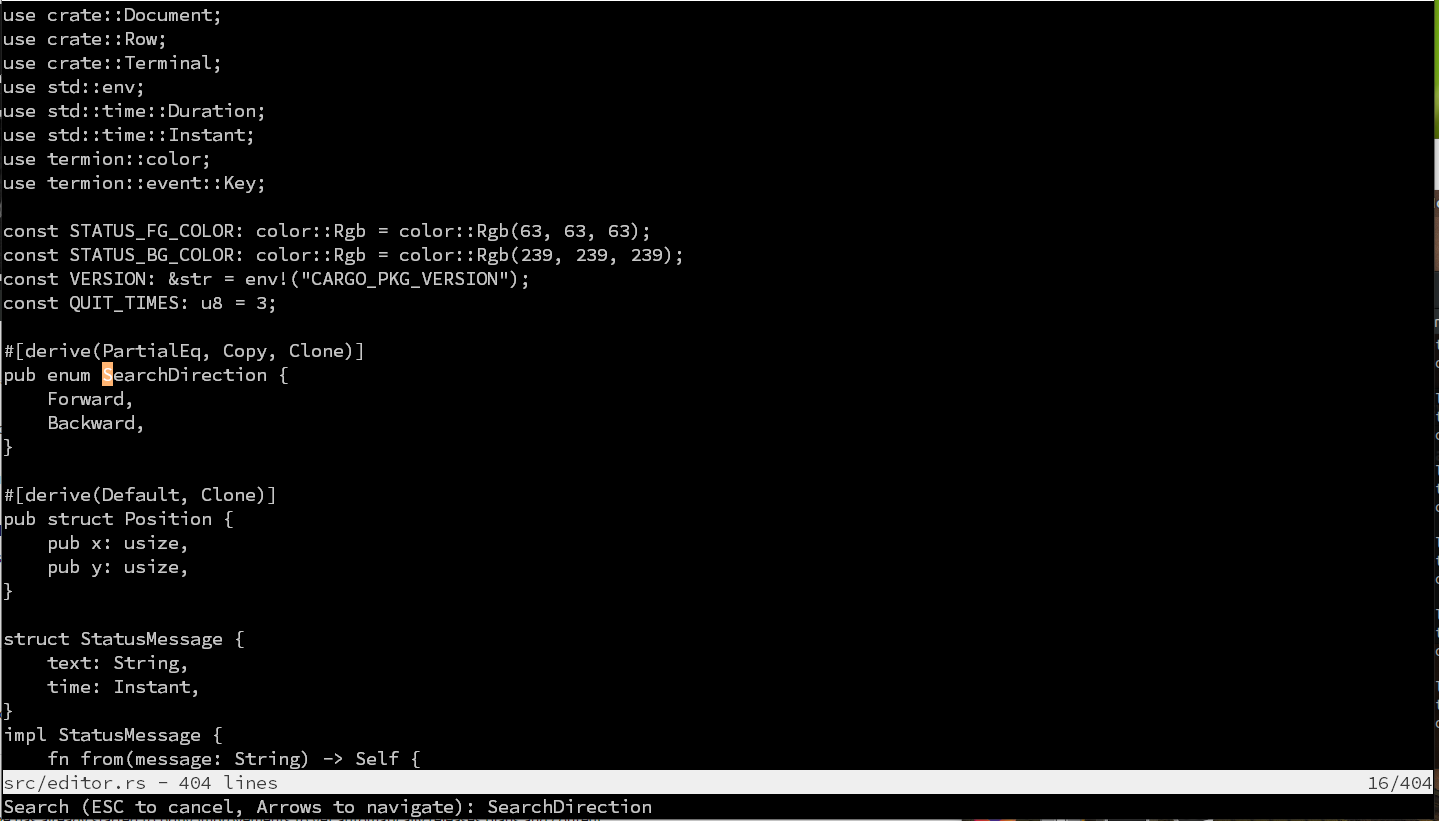 use crate::Document;
use crate::Row;
use crate::Terminal;
use std::env;
use std::time::Duration;
use std::time::Instant;
use termion::color;
use termion::event::Key;

const STATUS_FG_COLOR: color::Rgb = color::Rgb(63, 63, 63);
const STATUS_BG_COLOR: color::Rgb = color::Rgb(239, 239, 239);
const VERSION: &str = env!("CARGO_PKG_VERSION");
const QUIT_TIMES: u8 = 3;

#[derive(PartialEq, Copy, Clone)]
pub enum SearchDirection {
    Forward,
    Backward,
}

#[derive(Default, Clone)]
pub struct Position {
    pub x: usize,
    pub y: usize,
}

struct StatusMessage {
    text: String,
    time: Instant,
}
impl StatusMessage {
    fn from(message: String) -> Self {
src/editor.rs - 404 lines 16/404
Search (ESC to cancel, Arrows to navigate): SearchDirection